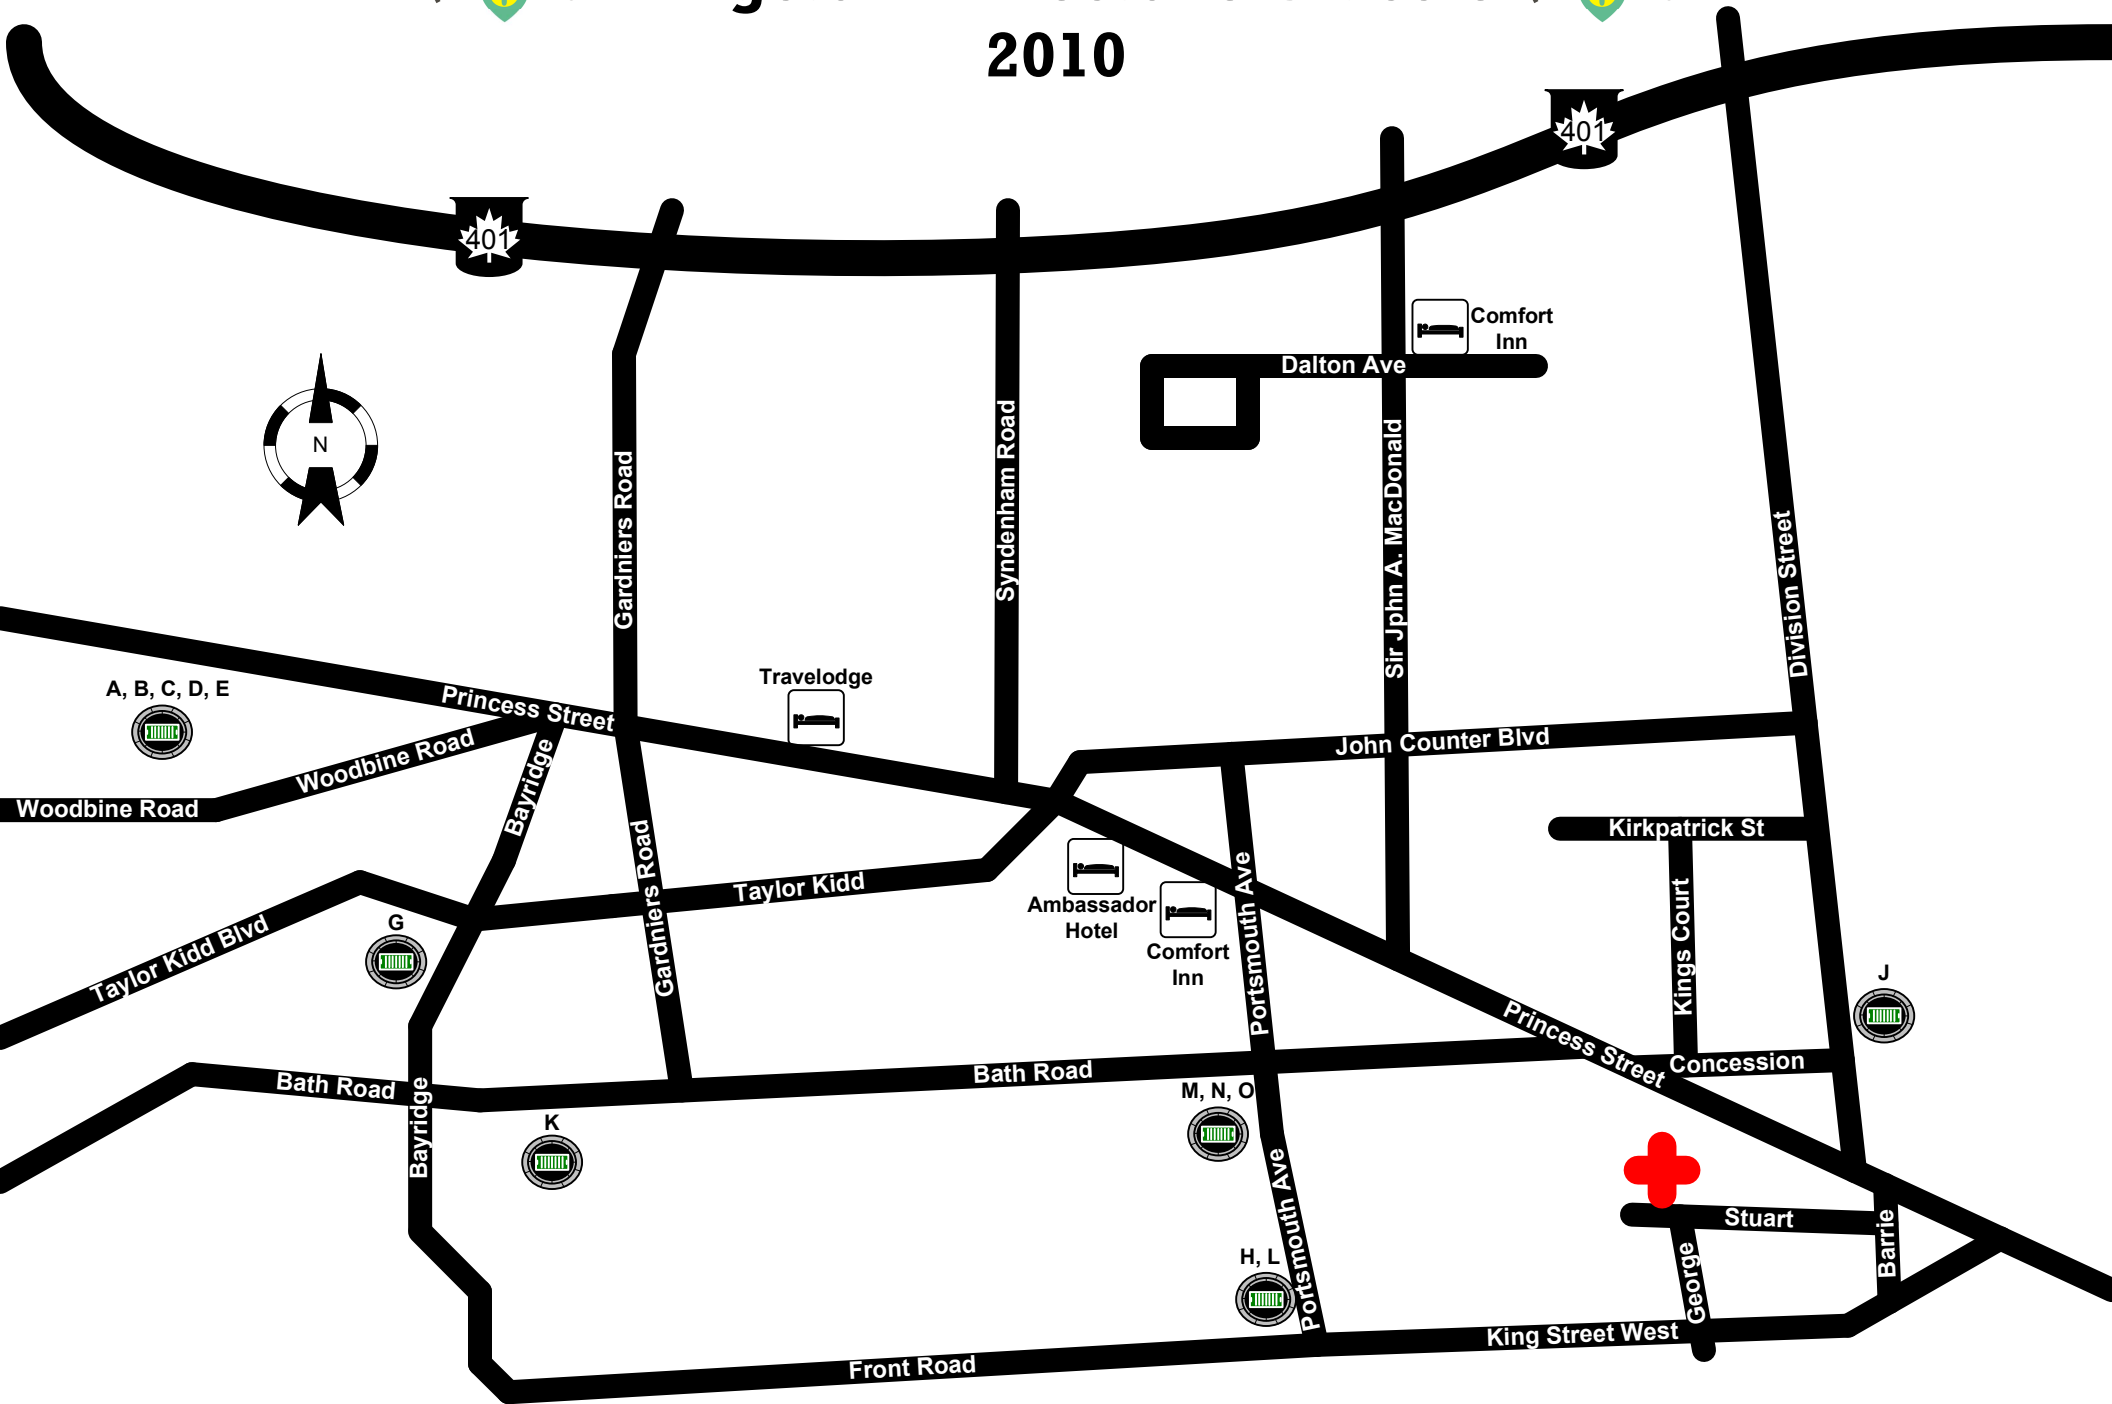 2010
401
401
Comfort
Inn
Dalton Ave
N
Gardniers Road
Syndenham Road
Sir Jphn A. MacDonald
Division Street
A, B, C, D, E
Princess Street
Travelodge
Woodbine Road
Woodbine Road
Bayridge
John Counter Blvd
Kirkpatrick St
Gardniers Road
Taylor Kidd
Portsmouth Ave
Ambassador
Hotel
Comfort
Inn
Kings Court
G
Taylor Kidd Blvd
J
Princess Street
Concession
Bath Road
Bath Road
Bayridge
K
M, N, O
Portsmouth Ave
Stuart
Barrie
George
H, L
King Street West
Front Road